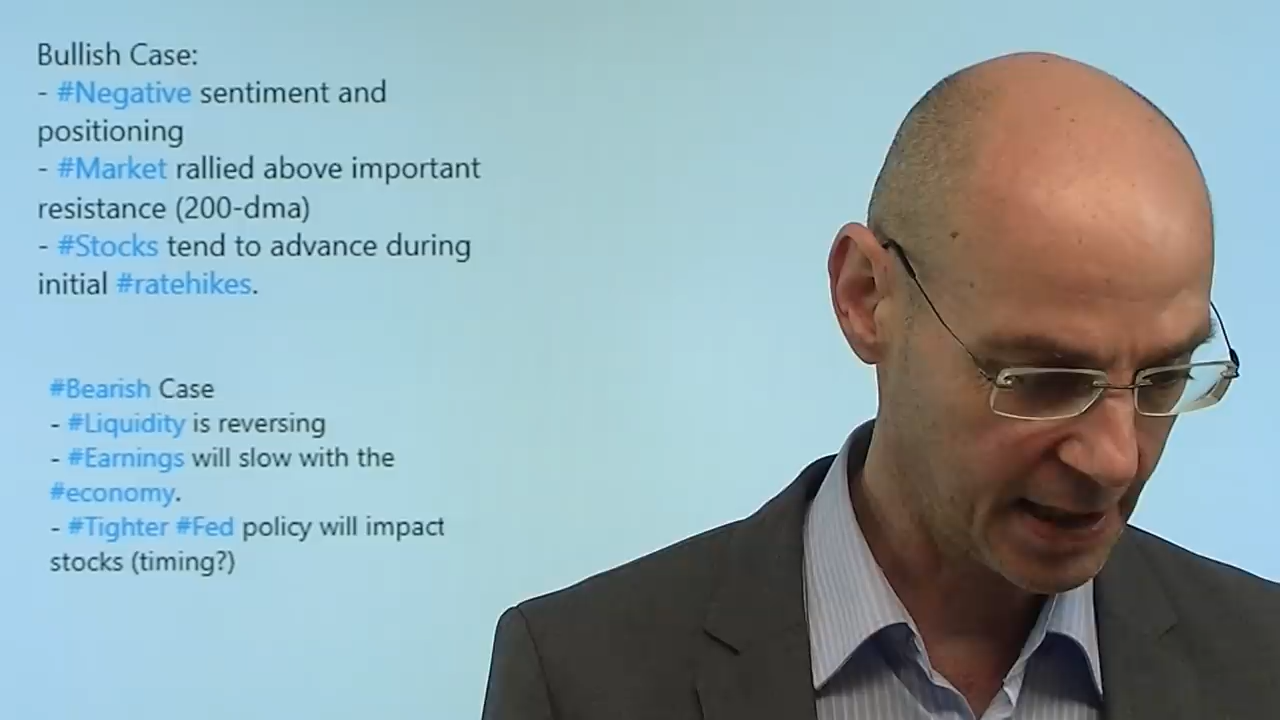 Bullish Case:
- #Negative sentiment and
positioning
- #Market rallied above important
resistance (200-dma)
- #Stocks tend to advance during
initial #ratehikes.
#Bearish Case
- #Liquidity is reversing
- #Earnings will slow with the
#economy.
- #Tighter #Fed policy will impact
stocks (timing?)